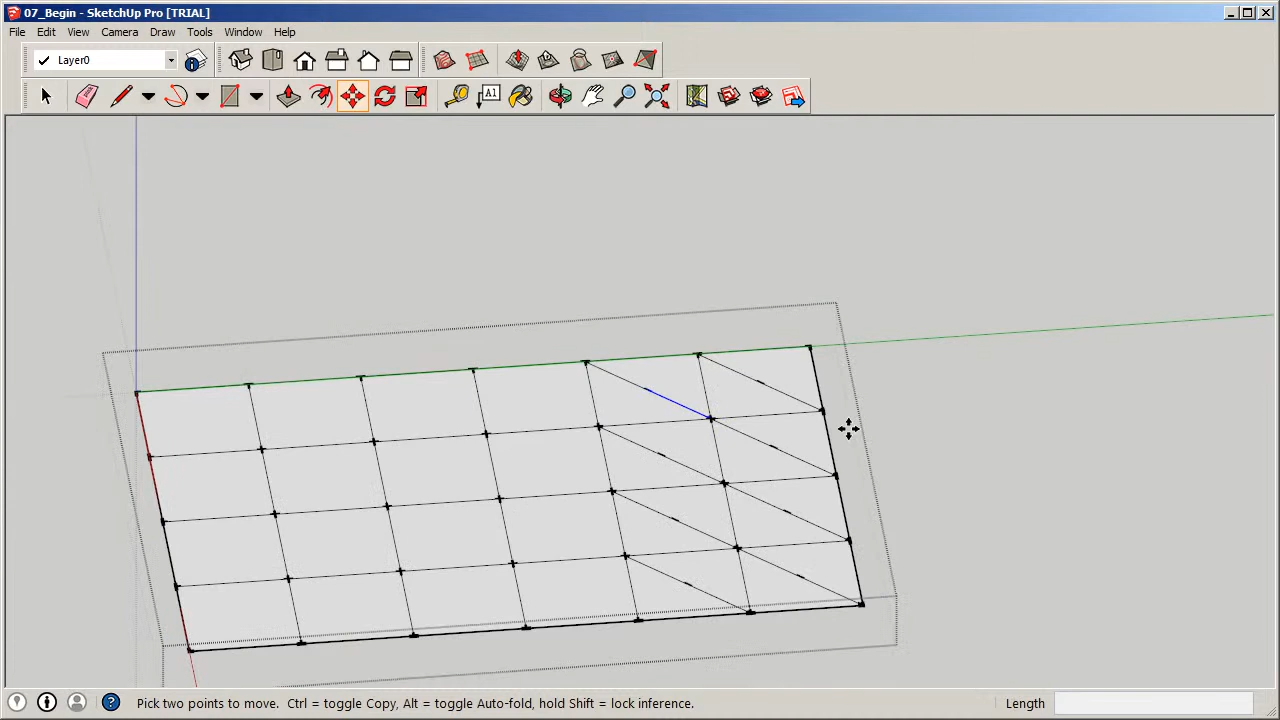 07_Begin - SketchUp Pro [TRIAL]
File Edit View Camera Draw Tools Window Help
Layer0
A1
Pick two points to move. Ctrl = toggle Copy, Alt = toggle Auto-fold, hold Shift = lock inference.
Length